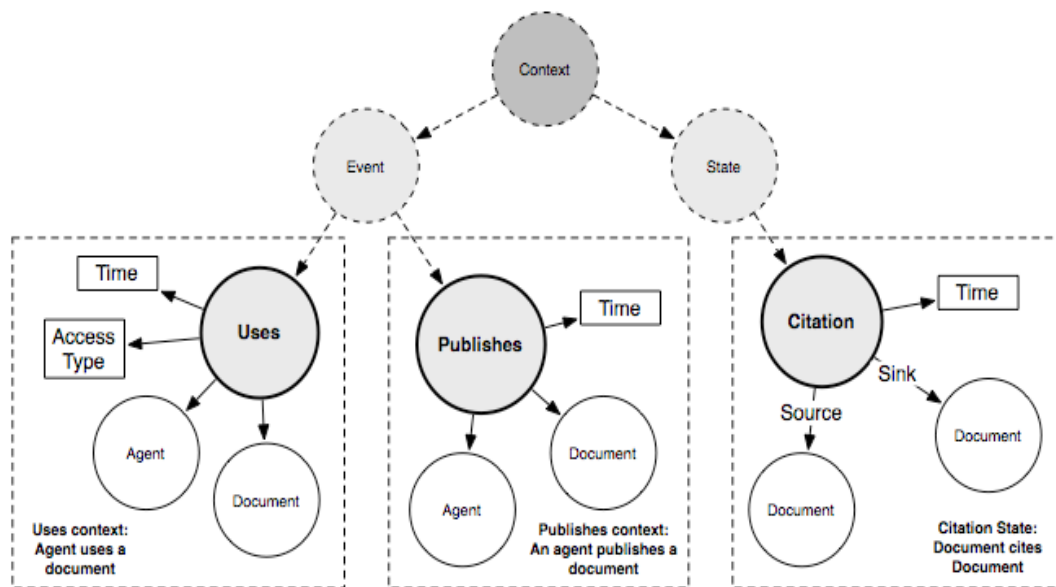 Context
Event
State
Time
Access
Type
Uses
Agent
Document
Uses context:
Agent uses a
document
Time
Publishes
Document
Agent
Publishes context:
An agent publishes a
document
Time
Citation
Sink
Source
Document
Document
Citation State:
Document cites
Document